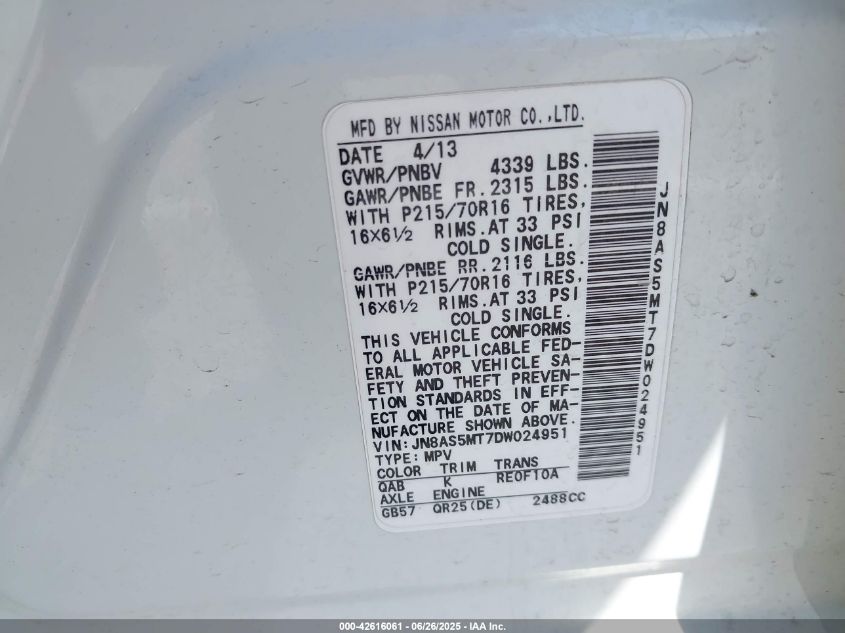 MFD BY NISSAN MOTOR CO.,LTD.
DATE 4/13
GVWR/PNBV 4339 LBS.
GAWR/PNBE FR.2315 LBS.
WITH P215/70R16 TIRES,
16X6½ RIMS.AT 33 PSI
COLD SINGLE.
GAWR/PNBE RR.2116 LBS.
WITH P215/70R16 TIRES,
16X6½ RIMS.AT 33 PSI
COLD SINGLE.
THIS VEHICLE CONFORMS
TO ALL APPLICABLE FED-
ERAL MOTOR VEHICLE SA-
FETY AND THEFT PREVEN-
TION STANDARDS IN EFF-
ECT ON THE DATE OF MA-
NUFACTURE SHOWN ABOVE.
VIN:JN8AS5MT7DW024951
TYPE:MPV
COLOR TRIM TRANS
QAB K RE0F10A
AXLE ENGINE
GB57 QR25(DE) 2488CC
JN8AS5MT7DW024951
000-42616061 - 06/26/2025 - IAA Inc.